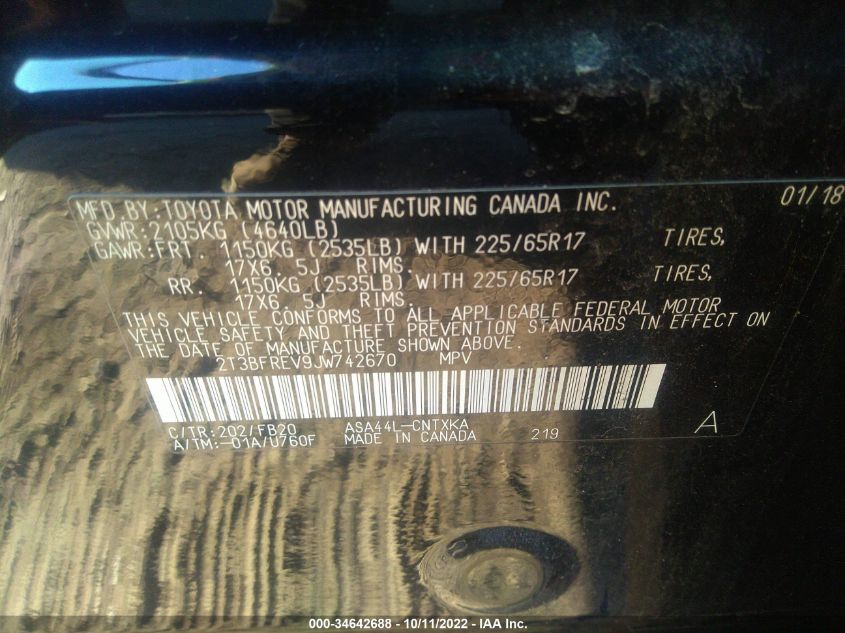 MFD.BY:TOYOTA MOTOR MANUFACTURING CANADA INC. 01/18
GVWR:2105KG (4640LB)
GAWR:FRT. 1150KG (2535LB) WITH 225/65R17 TIRES,
17X6. 5J RIMS.
RR. 1150KG (2535LB) WITH 225/65R17 TIRES,
17X6. 5J RIMS.
THIS VEHICLE CONFORMS TO ALL APPLICABLE FEDERAL MOTOR
VEHICLE SAFETY AND THEFT PREVENTION STANDARDS IN EFFECT ON
THE DATE OF MANUFACTURE SHOWN ABOVE.
2T3BFREV9JW742670 MPV
C/TR:202/FB20 ASA44L-CNTXKA
A/TM:-01A/U760F MADE IN CANADA 219 A
000-34642688 - 10/11/2022 - IAA Inc.